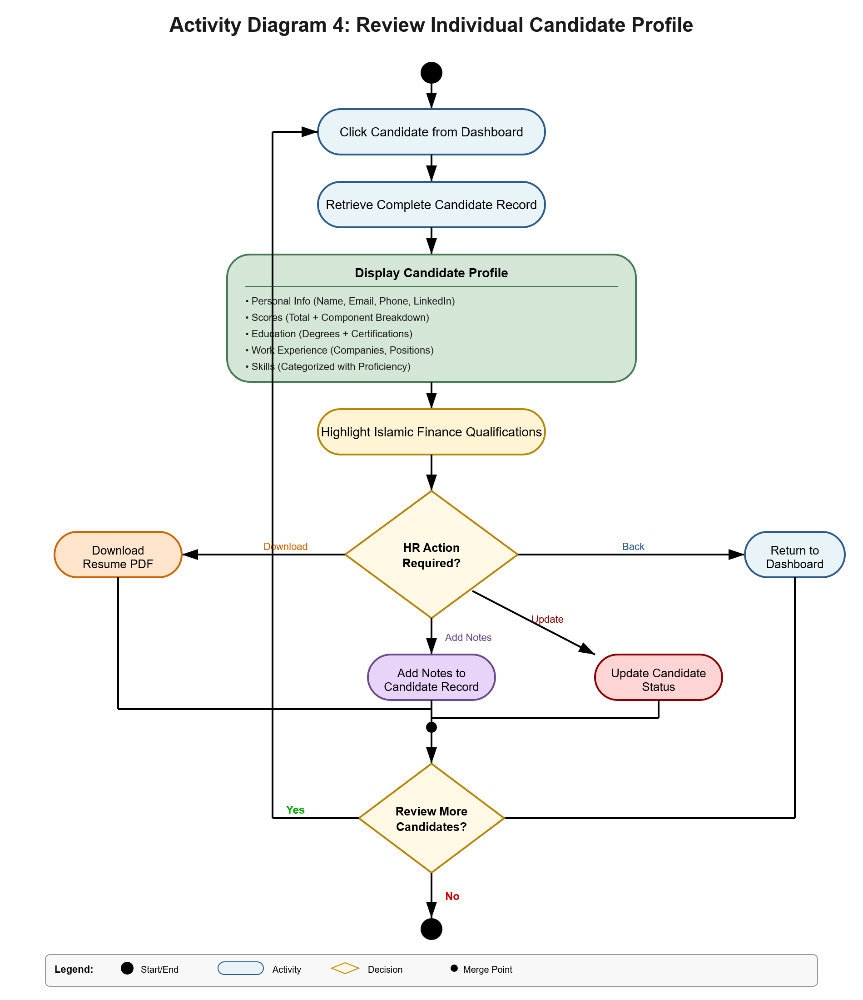 Activity Diagram 4: Review Individual Candidate Profile
Click Candidate from Dashboard
Retrieve Complete Candidate Record
Display Candidate Profile
• Personal Info (Name, Email, Phone, LinkedIn)
• Scores (Total + Component Breakdown)
• Education (Degrees + Certifications)
• Work Experience (Companies, Positions)
• Skills (Categorized with Proficiency)
Highlight Islamic Finance Qualifications
HR Action
Required?
Download
Download
Resume PDF
Back
Return to
Dashboard
Update
Add Notes
Add Notes to
Candidate Record
Update Candidate
Status
Review More
Candidates?
Yes
No
Legend:
Start/End
Activity
Decision
Merge Point